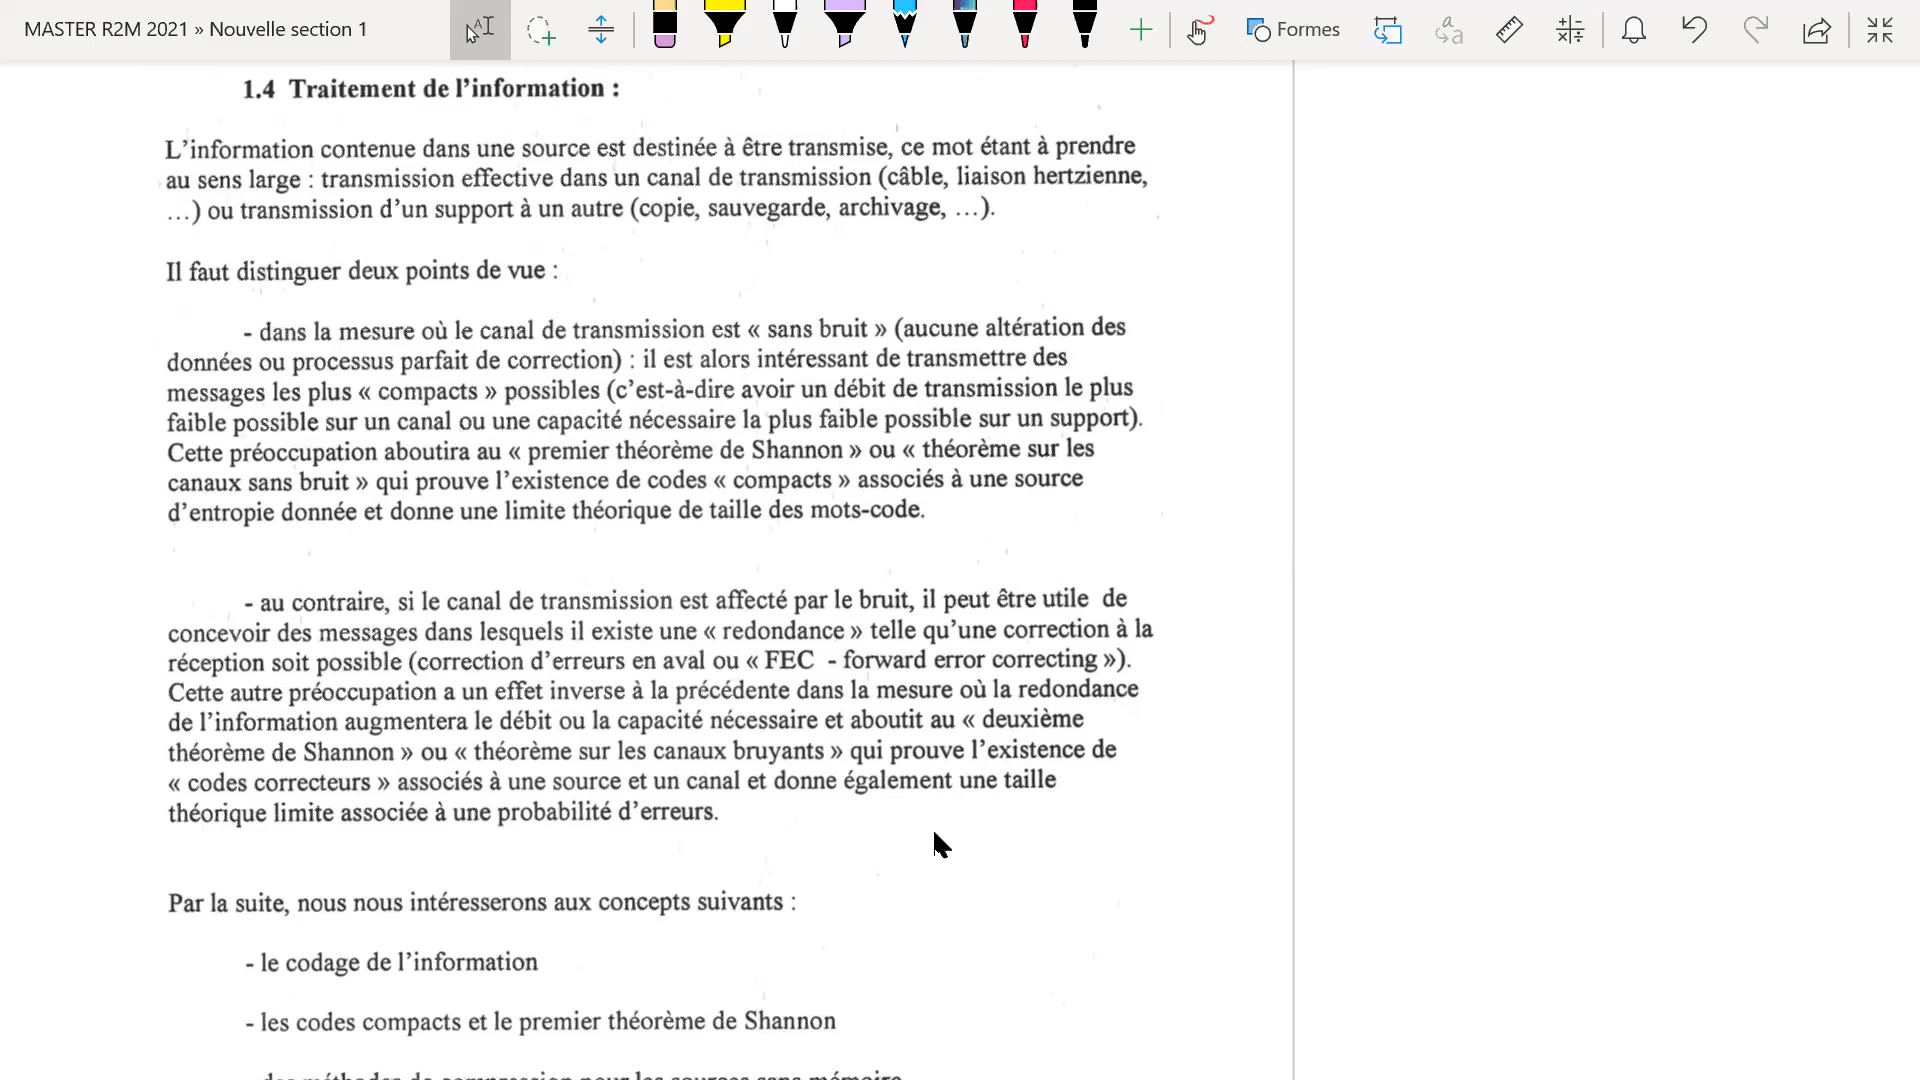 MASTER R2M 2021 » Nouvelle section 1
Formes
1.4 Traitement de l’information :
L’information contenue dans une source est destinée à être transmise, ce mot étant à prendre
au sens large : transmission effective dans un canal de transmission (câble, liaison hertzienne,
…) ou transmission d’un support à un autre (copie, sauvegarde, archivage, …).
Il faut distinguer deux points de vue :
- dans la mesure où le canal de transmission est « sans bruit » (aucune altération des
données ou processus parfait de correction) : il est alors intéressant de transmettre des
messages les plus « compacts » possibles (c’est-à-dire avoir un débit de transmission le plus
faible possible sur un canal ou une capacité nécessaire la plus faible possible sur un support).
Cette préoccupation aboutira au « premier théorème de Shannon » ou « théorème sur les
canaux sans bruit » qui prouve l’existence de codes « compacts » associés à une source
d’entropie donnée et donne une limite théorique de taille des mots-code.
- au contraire, si le canal de transmission est affecté par le bruit, il peut être utile de
concevoir des messages dans lesquels il existe une « redondance » telle qu’une correction à la
réception soit possible (correction d’erreurs en aval ou « FEC - forward error correcting »).
Cette autre préoccupation a un effet inverse à la précédente dans la mesure où la redondance
de l’information augmentera le débit ou la capacité nécessaire et aboutit au « deuxième
théorème de Shannon » ou « théorème sur les canaux bruyants » qui prouve l’existence de
« codes correcteurs » associés à une source et un canal et donne également une taille
théorique limite associée à une probabilité d’erreurs.
Par la suite, nous nous intéresserons aux concepts suivants :
- le codage de l’information
- les codes compacts et le premier théorème de Shannon
- des méthodes de compression pour les sources sans mémoire